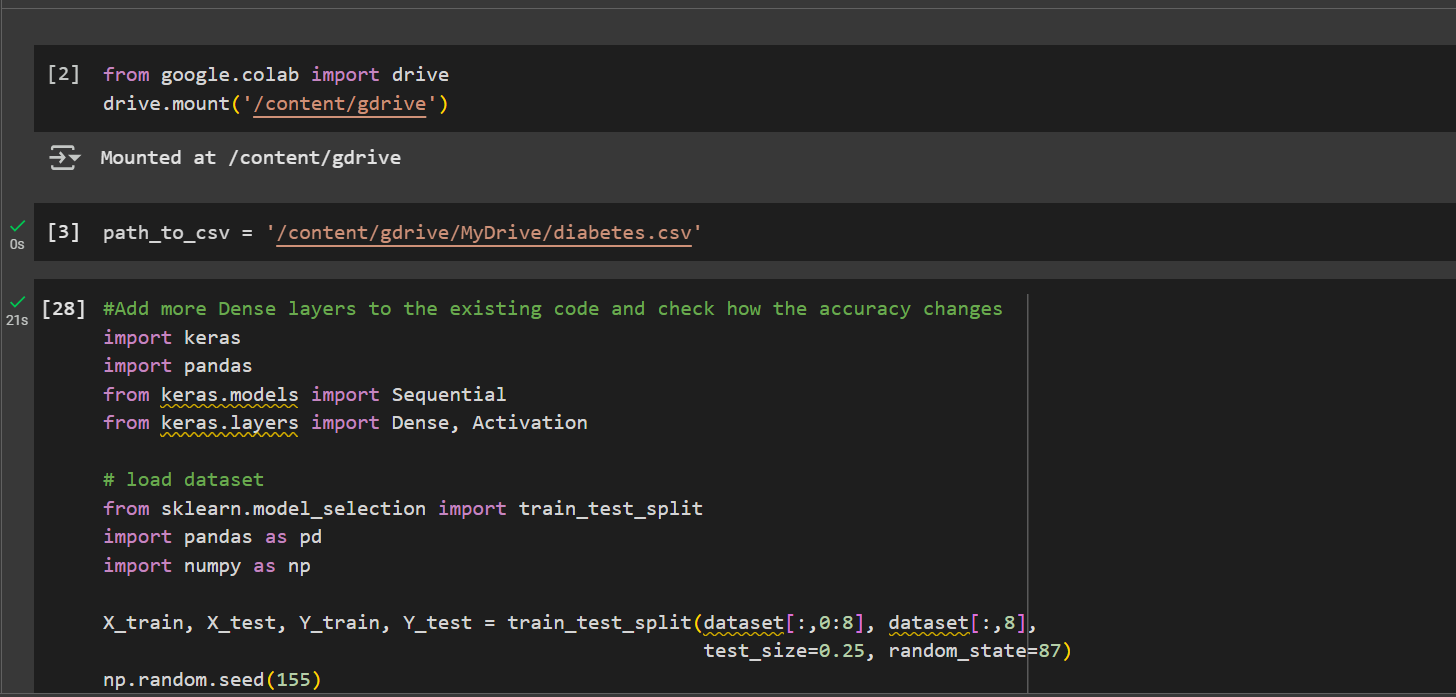 [2] from google.colab import drive
drive.mount('/content/gdrive')
Mounted at /content/gdrive
0s
[3] path_to_csv = '/content/gdrive/MyDrive/diabetes.csv'
21s
[28] #Add more Dense layers to the existing code and check how the accuracy changes
import keras
import pandas
from keras.models import Sequential
from keras.layers import Dense, Activation
# load dataset
from sklearn.model_selection import train_test_split
import pandas as pd
import numpy as np
X_train, X_test, Y_train, Y_test = train_test_split(dataset[:,0:8], dataset[:,8],
test_size=0.25, random_state=87)
np.random.seed(155)